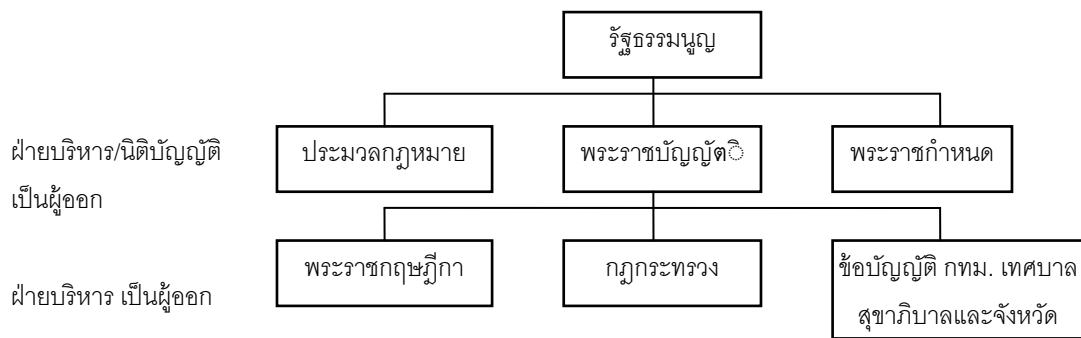 รัฐธรรมนูญ
ฝ่ายบริหาร/นิติบัญญัติ
เป็นผู้ออก
ประมวลกฎหมาย
พระราชบัญญัต◌ิ
พระราชกำหนด
ฝ่ายบริหาร เป็นผู้ออก
พระราชกฤษฎีกา
กฎกระทรวง
ข้อบัญญัติ กทม. เทศบาล
สุขาภิบาลและจังหวัด